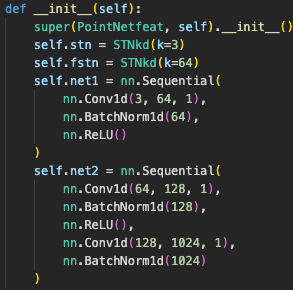 def __init__(self):
    super(PointNetfeat, self).__init__()
    self.stn = STNkd(k=3)
    self.fstn = STNkd(k=64)
    self.net1 = nn.Sequential(
        nn.Conv1d(3, 64, 1),
        nn.BatchNorm1d(64),
        nn.ReLU()
    )
    self.net2 = nn.Sequential(
        nn.Conv1d(64, 128, 1),
        nn.BatchNorm1d(128),
        nn.ReLU(),
        nn.Conv1d(128, 1024, 1),
        nn.BatchNorm1d(1024)
    )